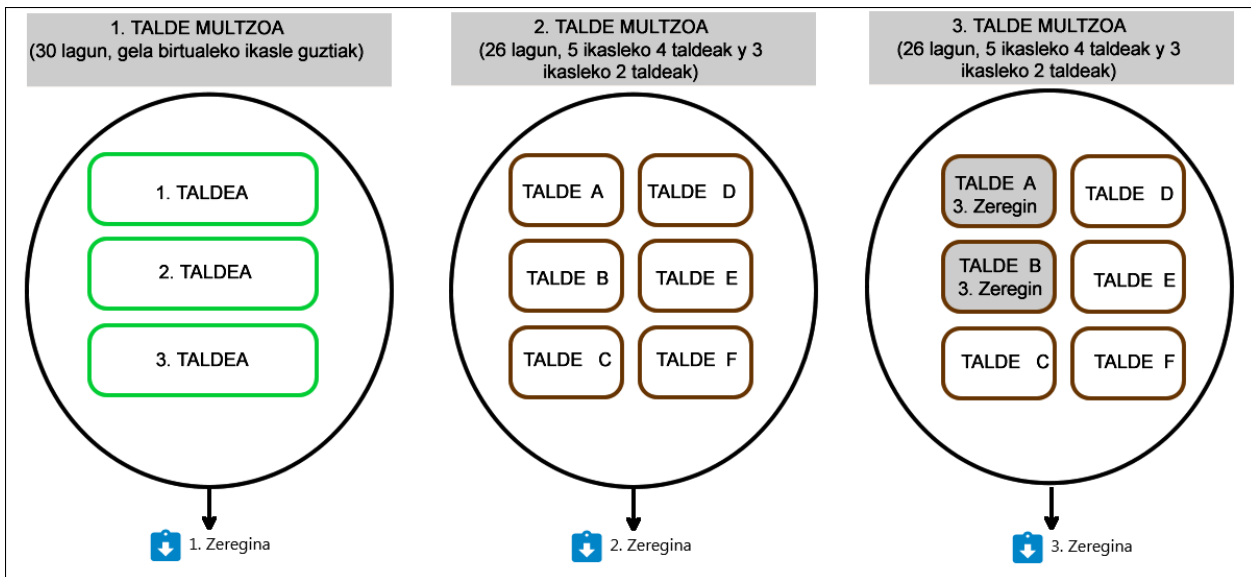 1. TALDE MULTZOA
(30 lagun, gela birtualeko ikasle guztiak)
1. TALDEA
2. TALDEA
3. TALDEA
1. Zeregina
2. TALDE MULTZOA
(26 lagun, 5 ikasleko 4 taldeak y 3
ikasleko 2 taldeak)
TALDE A
TALDE D
TALDE B
TALDE E
TALDE C
TALDE F
2. Zeregina
3. TALDE MULTZOA
(26 lagun, 5 ikasleko 4 taldeak y 3
ikasleko 2 taldeak)
TALDE A
3. Zeregin
TALDE D
TALDE B
3. Zeregin
TALDE E
TALDE C
TALDE F
3. Zeregina